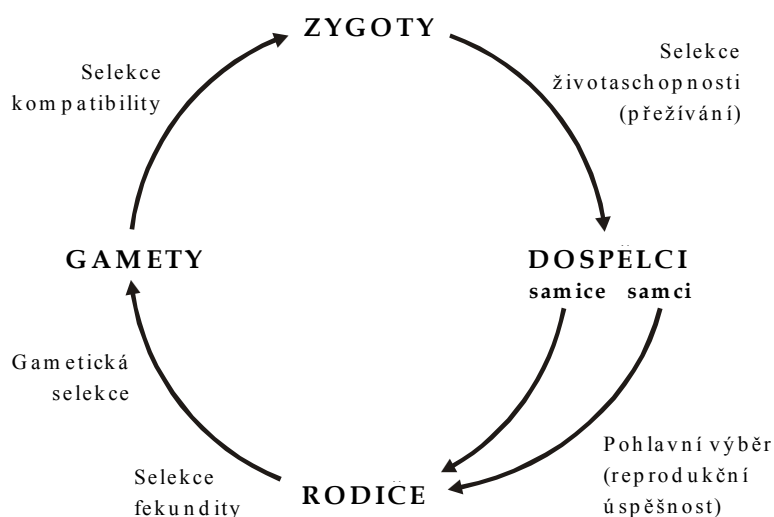 ZYGOTY
Selekce
životaschopnosti
(přežívání)
Selekce
kompatibility
GAMETY
DOSPĚLCI
samice samci
Gametická
selekce
Selekce
fekundity
RODIČE
Pohlavní výběr
(reprodukční
úspěšnost)